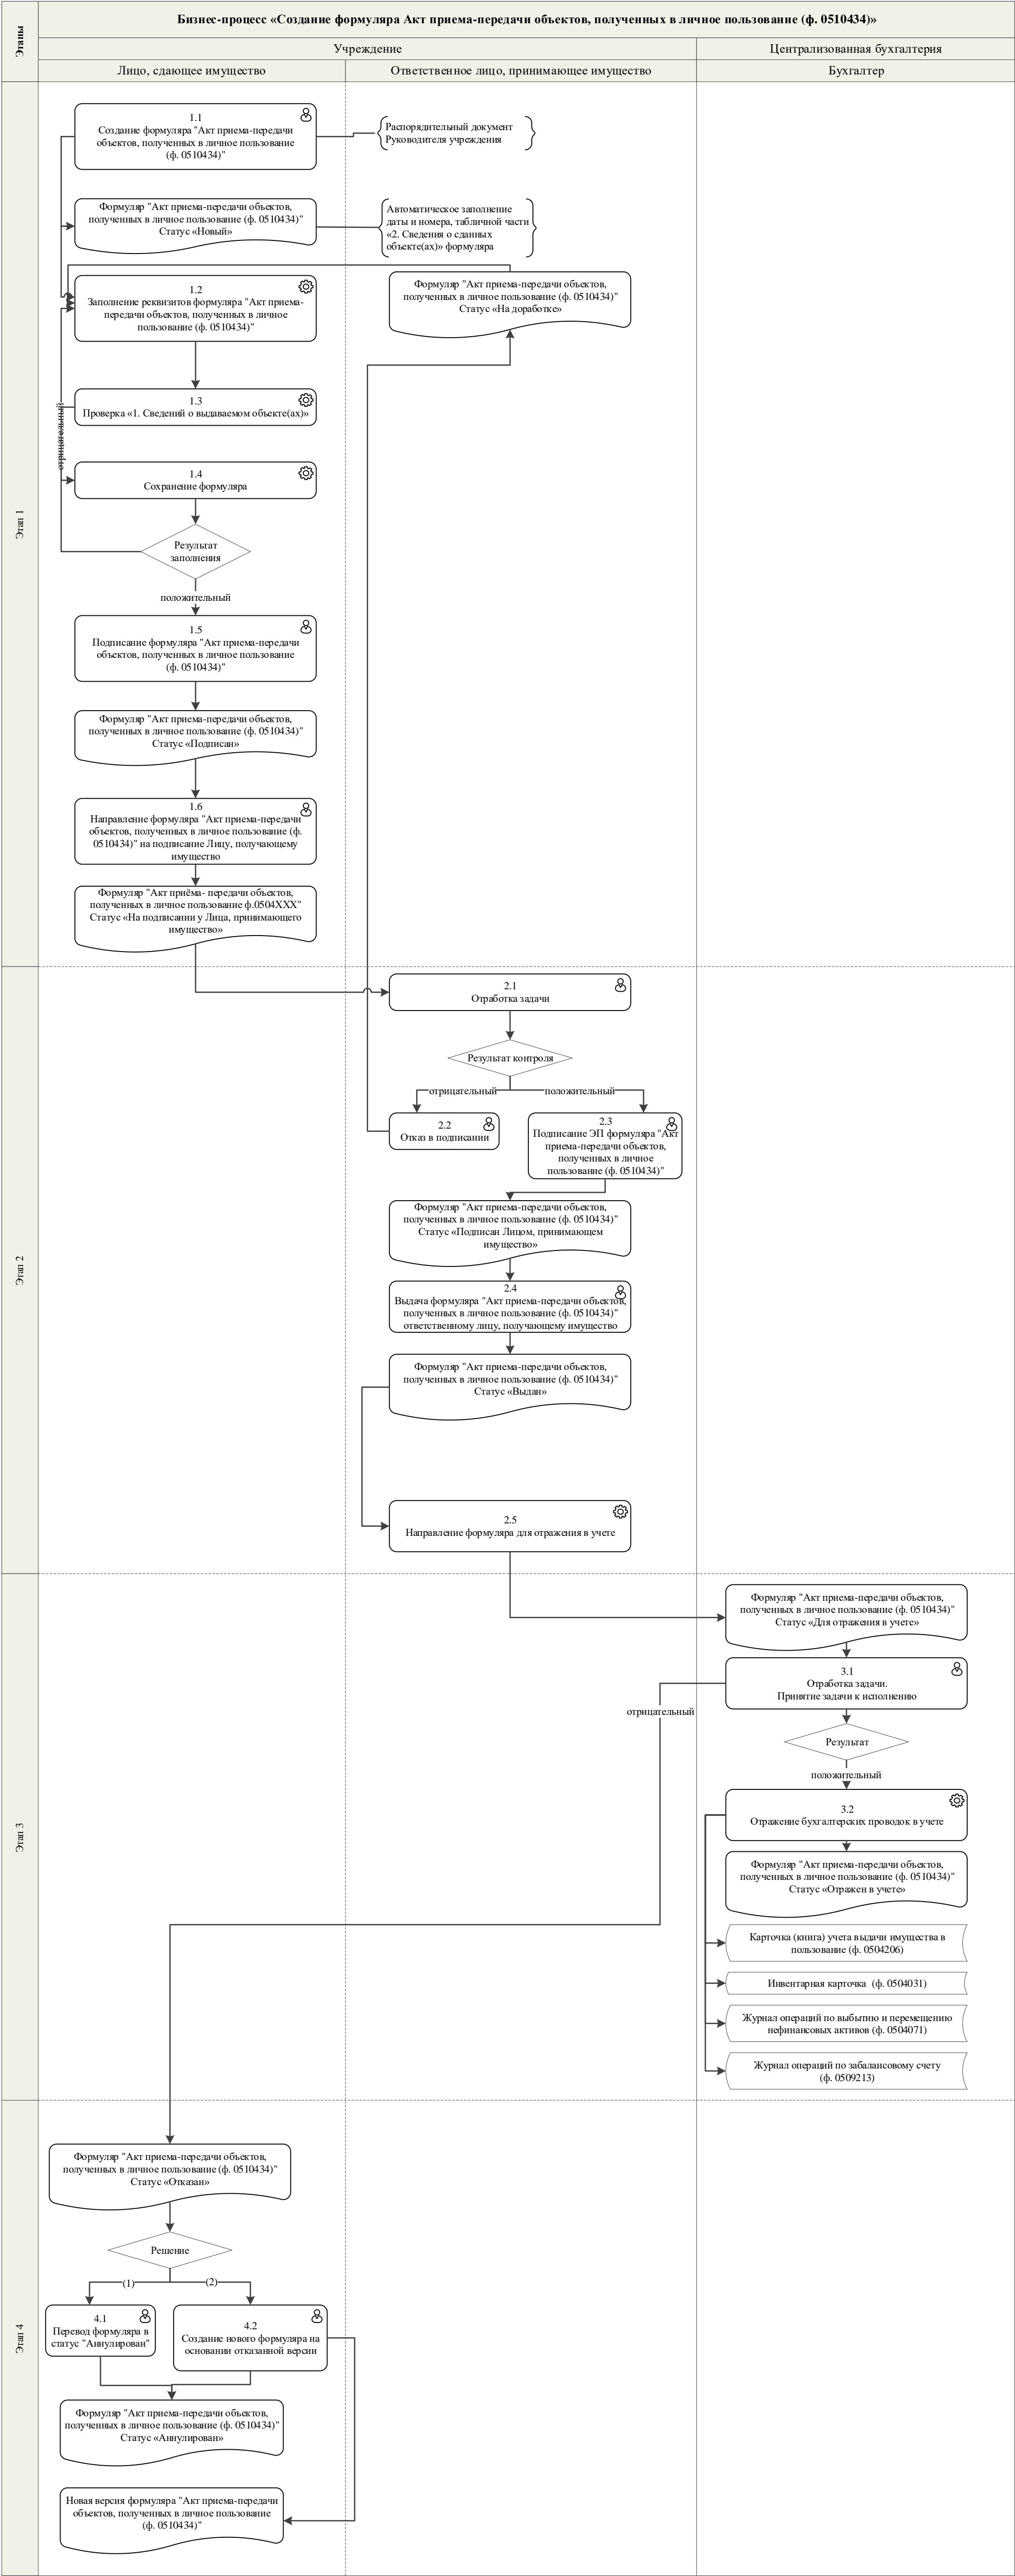 Бизнес-процесс «Создание формуляра Акт приема-передачи объектов, полученных в личное пользование (ф. 0510434)»
Этапы
Учреждение
Централизованная бухгалтерия
Лицо, сдающее имущество
Ответственное лицо, принимающее имущество
Бухгалтер
Этап 1
1.1
Создание формуляра "Акт приема-передачи
объектов, полученных в личное пользование
(ф. 0510434)"
Распорядительный документ
Руководителя учреждения
Формуляр "Акт приема-передачи объектов,
полученных в личное пользование (ф. 0510434)"
Статус «Новый»
Автоматическое заполнение
даты и номера, табличной части
«2. Сведения о сданных
объекте(ах)» формуляра
1.2
Заполнение реквизитов формуляра "Акт приема-
передачи объектов, полученных в личное
пользование (ф. 0510434)"
Формуляр "Акт приема-передачи объектов,
полученных в личное пользование (ф. 0510434)"
Статус «На доработке»
1.3
Проверка «1. Сведений о выдаваемом объекте(ах)»
отрицательный
1.4
Сохранение формуляра
Результат
заполнения
положительный
1.5
Подписание формуляра "Акт приема-передачи
объектов, полученных в личное пользование
(ф. 0510434)"
Формуляр "Акт приема-передачи объектов,
полученных в личное пользование (ф. 0510434)"
Статус «Подписан»
1.6
Направление формуляра "Акт приема-передачи
объектов, полученных в личное пользование (ф.
0510434)" на подписание Лицу, получающему
имущество
Формуляр "Акт приёма- передачи объектов,
полученных в личное пользование ф.0504ХХХ"
Статус «На подписании у Лица, принимающего
имущество»
Этап 2
2.1
Отработка задачи
Результат контроля
отрицательный
положительный
2.2
Отказ в подписании
2.3
Подписание ЭП формуляра "Акт
приема-передачи объектов,
полученных в личное
пользование (ф. 0510434)"
Формуляр "Акт приема-передачи объектов,
полученных в личное пользование (ф. 0510434)"
Статус «Подписан Лицом, принимающем
имущество»
2.4
Выдача формуляра "Акт приема-передачи объектов,
полученных в личное пользование (ф. 0510434)"
ответственному лицу, получающему имущество
Формуляр "Акт приема-передачи объектов,
полученных в личное пользование (ф. 0510434)"
Статус «Выдан»
2.5
Направление формуляра для отражения в учете
Этап 3
Формуляр "Акт приема-передачи объектов,
полученных в личное пользование (ф. 0510434)"
Статус «Для отражения в учете»
3.1
Отработка задачи.
Принятие задачи к исполнению
отрицательный
Результат
положительный
3.2
Отражение бухгалтерских проводок в учете
Формуляр "Акт приема-передачи объектов,
полученных в личное пользование (ф. 0510434)"
Статус «Отражен в учете»
Карточка (книга) учета выдачи имущества в
пользование (ф. 0504206)
Инвентарная карточка (ф. 0504031)
Журнал операций по выбытию и перемещению
нефинансовых активов (ф. 0504071)
Журнал операций по забалансовому счету
(ф. 0509213)
Этап 4
Формуляр "Акт приема-передачи объектов,
полученных в личное пользование (ф. 0510434)"
Статус «Отказан»
Решение
(1)
(2)
4.1
Перевод формуляра в
статус "Аннулирован"
4.2
Создание нового формуляра на
основании отказанной версии
Формуляр "Акт приема-передачи объектов,
полученных в личное пользование (ф. 0510434)"
Статус «Аннулирован»
Новая версия формуляра "Акт приема-передачи
объектов, полученных в личное пользование
(ф. 0510434)"